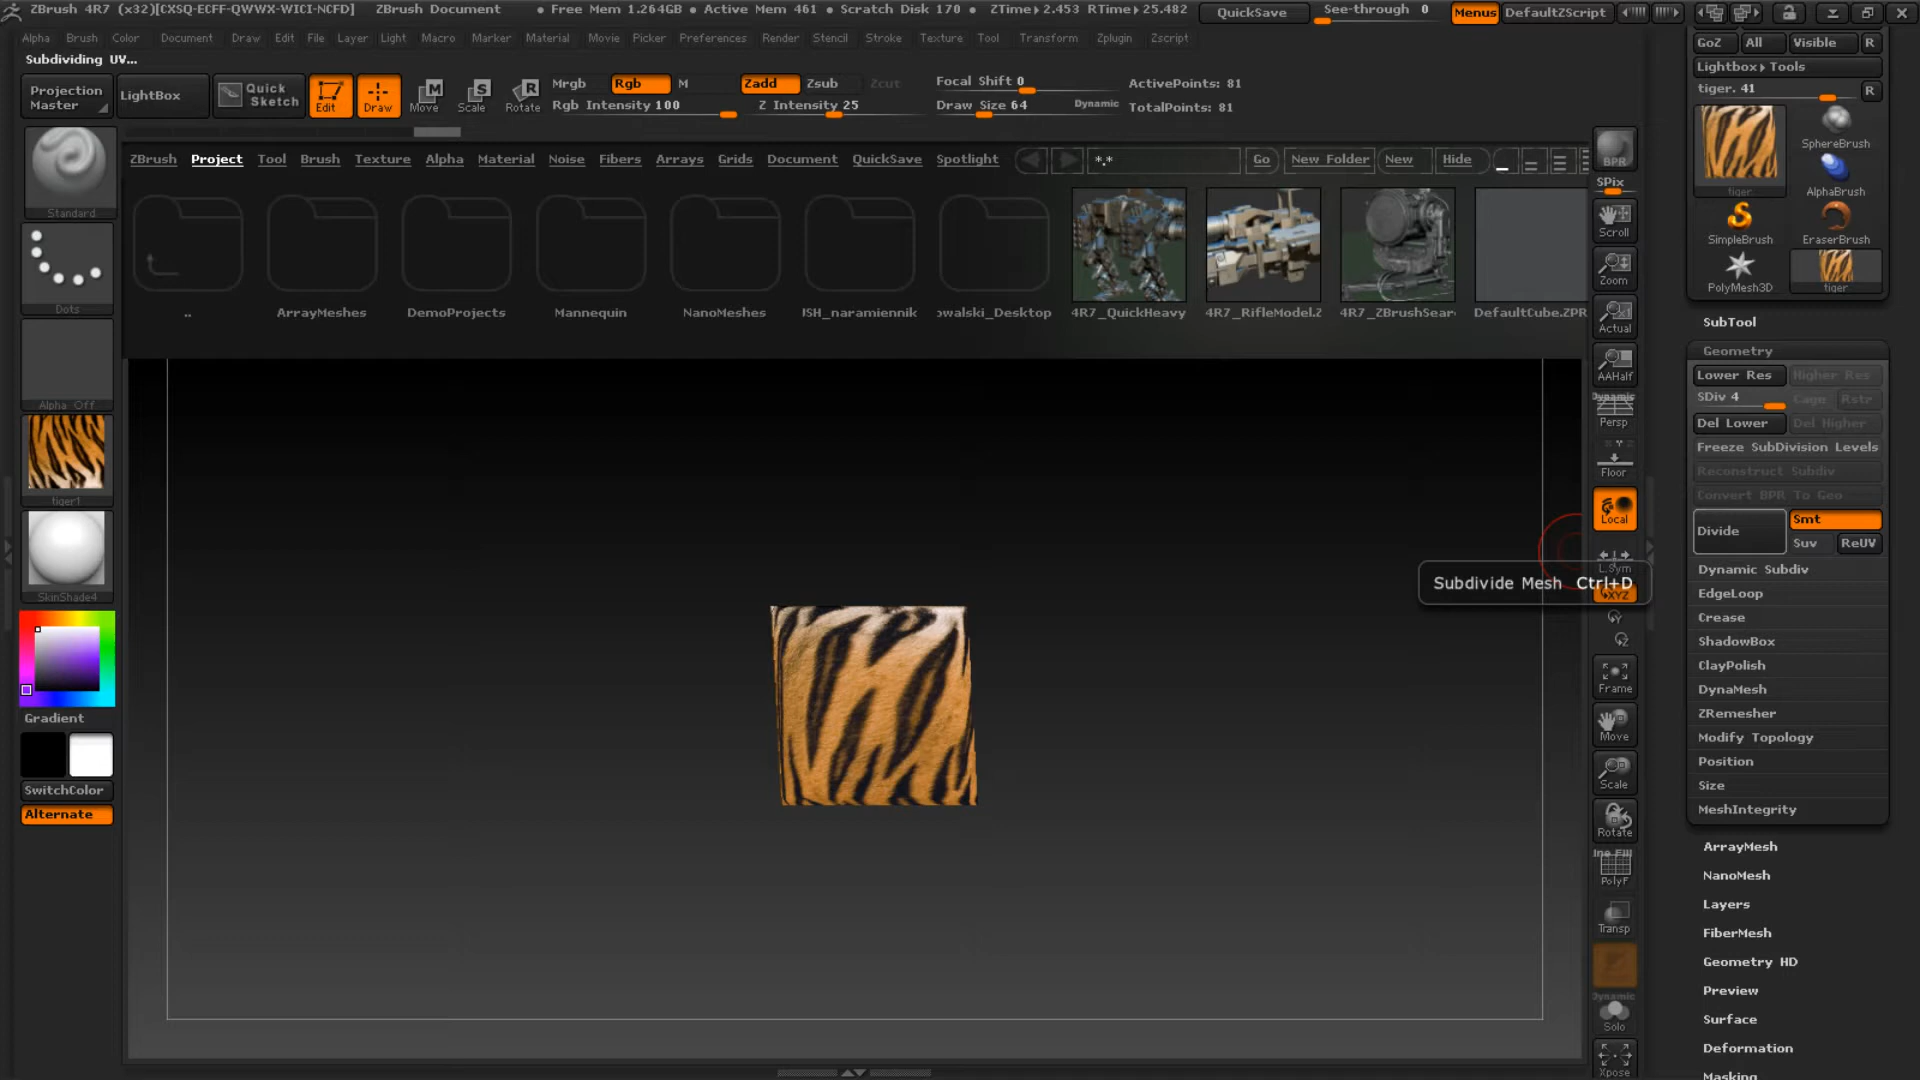 ZBrush 4R7 (x32)[CXSQ-ECFF-QWWX-WICI-NCFD] ZBrush Document • Free Mem 1.264GB • Active Mem 461 • Scratch Disk 170 • ZTime▸2.453 RTime▸25.482 QuickSave See-through 0 Menus DefaultZScript
Alpha Brush Color Document Draw Edit File Layer Light Macro Marker Material Movie Picker Preferences Render Stencil Stroke Texture Tool Transform Zplugin Zscript
Subdividing UV...
Projection Master
LightBox
Quick Sketch
Edit
Draw
Move
Scale
Rotate
Mrgb Rgb M
Rgb Intensity 100
Zadd Zsub Zcut
Z Intensity 25
Focal Shift 0
Draw Size 64 Dynamic
ActivePoints: 81
TotalPoints: 81
ZBrush Project Tool Brush Texture Alpha Material Noise Fibers Arrays Grids Document QuickSave Spotlight *.* Go New Folder New Hide
.. ArrayMeshes DemoProjects Mannequin NanoMeshes ISH_naramiennik owalski_Desktop 4R7_QuickHeavy 4R7_RifleModel.Z 4R7_ZBrushSear DefaultCube.ZPR
Standard
Dots
Alpha Off
tiger1
SkinShade4
Gradient
SwitchColor
Alternate
BPR
SPix
Scroll
Zoom
Actual
AAHalf
Dynamic
Persp
Floor
Local
L.Sym
XYZ
Y
Z
Frame
Move
Scale
Rotate
Line Fill
PolyF
Transp
Dynamic
Solo
Xpose
Subdivide Mesh Ctrl+D
GoZ All Visible R
Lightbox▸Tools
tiger. 41 R
tiger.
SphereBrush
AlphaBrush
SimpleBrush
EraserBrush
PolyMesh3D
tiger
SubTool
Geometry
Lower Res Higher Res
SDiv 4 Cage Rstr
Del Lower Del Higher
Freeze SubDivision Levels
Reconstruct Subdiv
Convert BPR To Geo
Divide Smt
Suv ReUV
Dynamic Subdiv
EdgeLoop
Crease
ShadowBox
ClayPolish
DynaMesh
ZRemesher
Modify Topology
Position
Size
MeshIntegrity
ArrayMesh
NanoMesh
Layers
FiberMesh
Geometry HD
Preview
Surface
Deformation
Masking